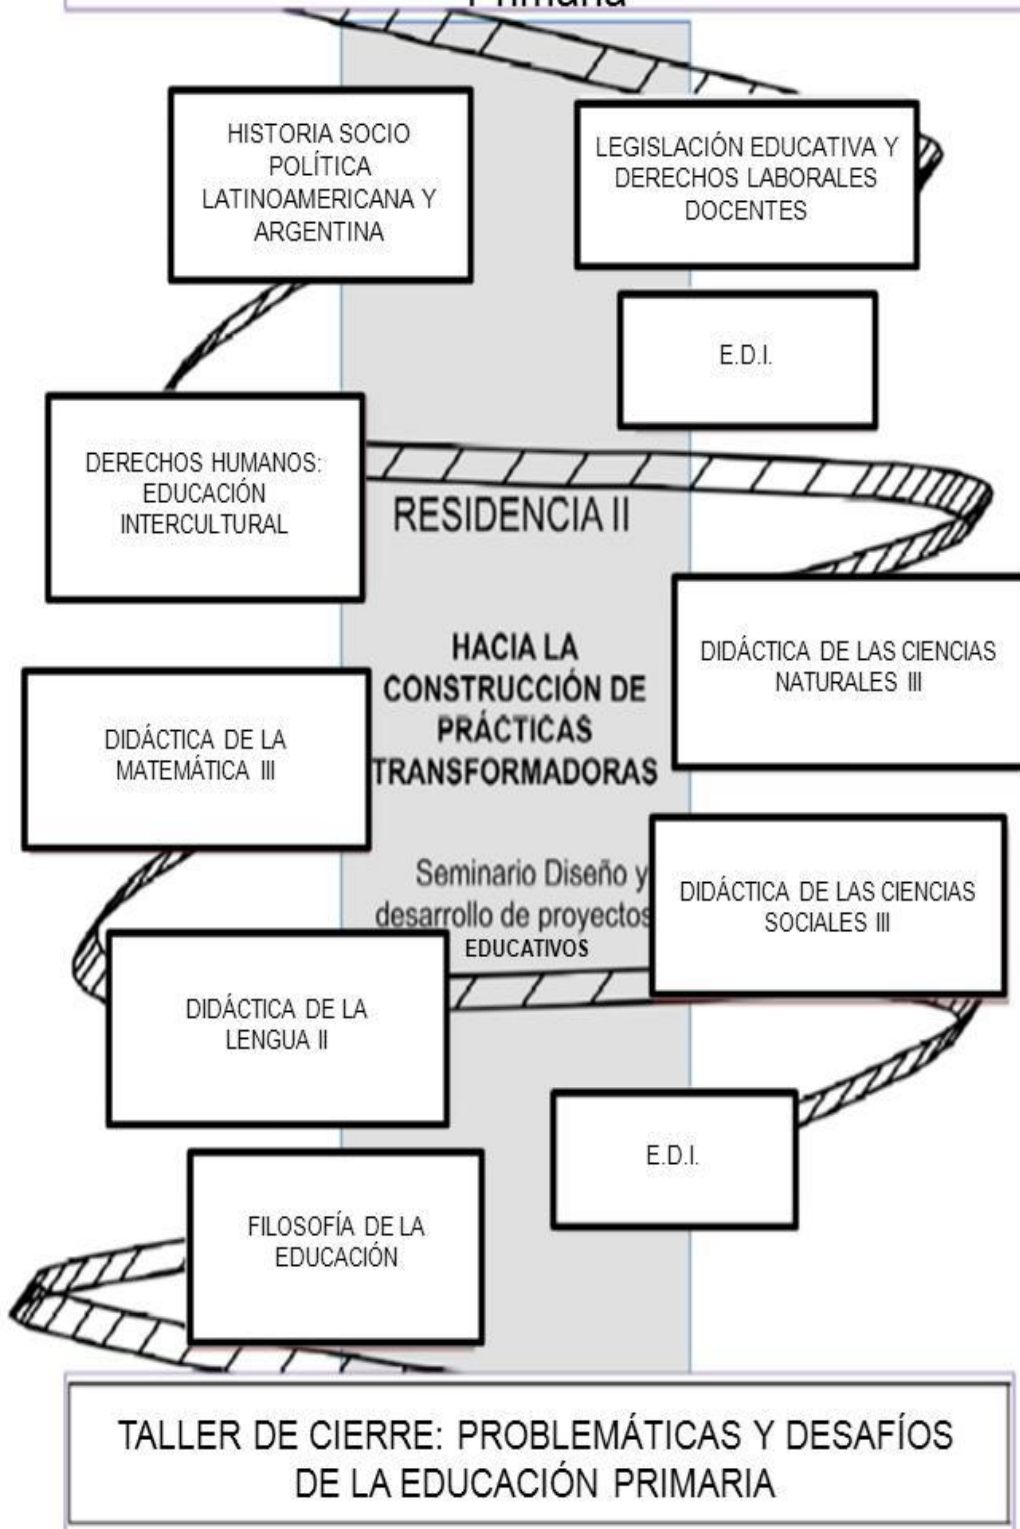 Primaria
HISTORIA SOCIO
POLÍTICA
LATINOAMERICANA Y
ARGENTINA
LEGISLACIÓN EDUCATIVA Y
DERECHOS LABORALES
DOCENTES
E.D.I.
DERECHOS HUMANOS:
EDUCACIÓN
INTERCULTURAL
RESIDENCIA II
HACIA LA
CONSTRUCCIÓN DE
PRÁCTICAS
TRANSFORMADORAS
DIDÁCTICA DE LAS CIENCIAS
NATURALES III
DIDÁCTICA DE LA
MATEMÁTICA III
Seminario Diseño y
desarrollo de proyectos
EDUCATIVOS
DIDÁCTICA DE LAS CIENCIAS
SOCIALES III
DIDÁCTICA DE LA
LENGUA II
E.D.I.
FILOSOFÍA DE LA
EDUCACIÓN
TALLER DE CIERRE: PROBLEMÁTICAS Y DESAFÍOS
DE LA EDUCACIÓN PRIMARIA